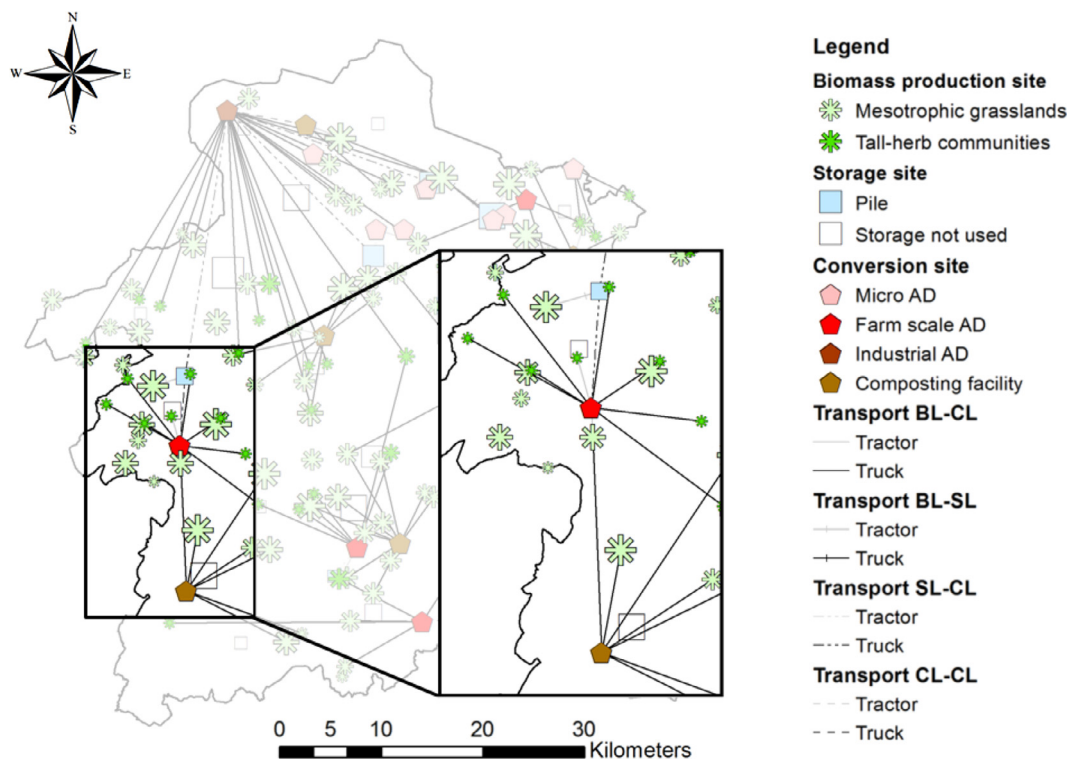 N
W
E
S
Legend
Biomass production site
Mesotrophic grasslands
Tall-herb communities
Storage site
Pile
Storage not used
Conversion site
Micro AD
Farm scale AD
Industrial AD
Composting facility
Transport BL-CL
Tractor
Truck
Transport BL-SL
Tractor
Truck
Transport SL-CL
Tractor
Truck
Transport CL-CL
Tractor
Truck
0 5 10 20 30
Kilometers